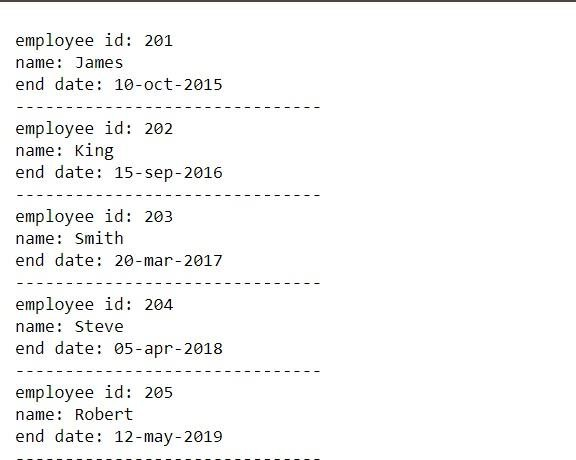 employee id: 201
name: James
end date: 10-oct-2015
-------------------------------
employee id: 202
name: King
end date: 15-sep-2016
-------------------------------
employee id: 203
name: Smith
end date: 20-mar-2017
-------------------------------
employee id: 204
name: Steve
end date: 05-apr-2018
-------------------------------
employee id: 205
name: Robert
end date: 12-may-2019
-------------------------------